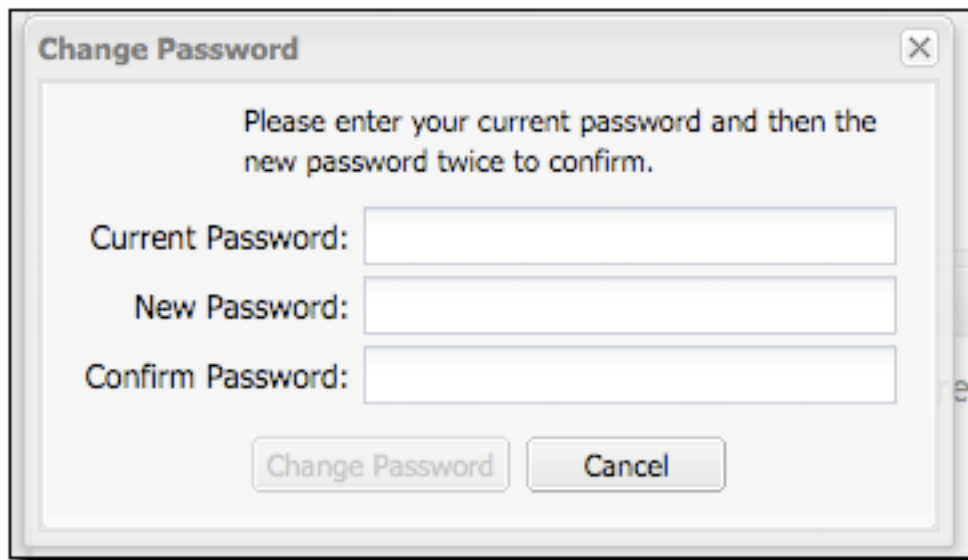 Change Password
Please enter your current password and then the
new password twice to confirm.
Current Password:
New Password:
Confirm Password:
Change Password
Cancel